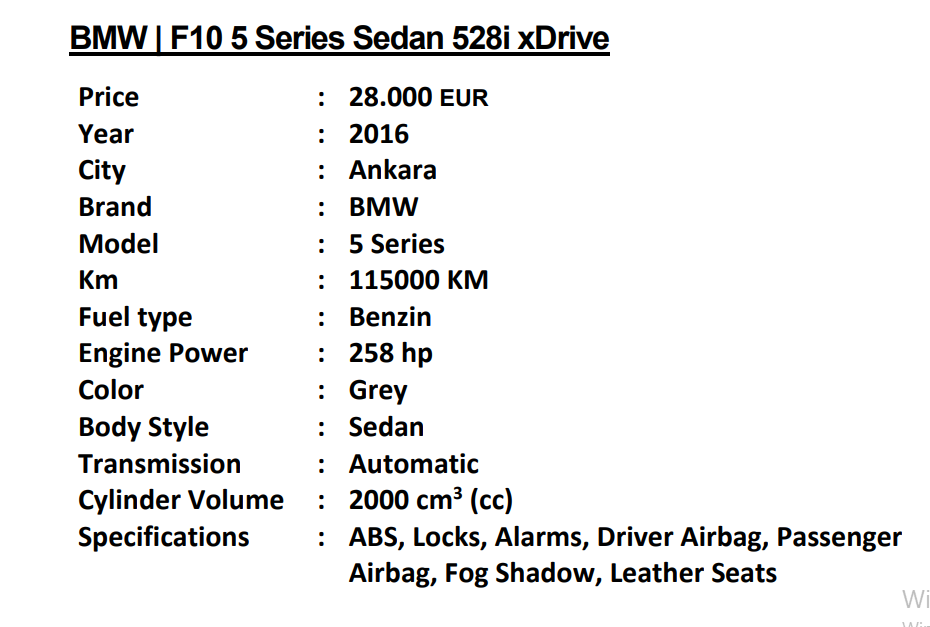 BMW | F10 5 Series Sedan 528i xDrive
Price : 28.000 EUR
Year : 2016
City : Ankara
Brand : BMW
Model : 5 Series
Km : 115000 KM
Fuel type : Benzin
Engine Power : 258 hp
Color : Grey
Body Style : Sedan
Transmission : Automatic
Cylinder Volume : 2000 cm³ (cc)
Specifications : ABS, Locks, Alarms, Driver Airbag, Passenger
Airbag, Fog Shadow, Leather Seats
Wi